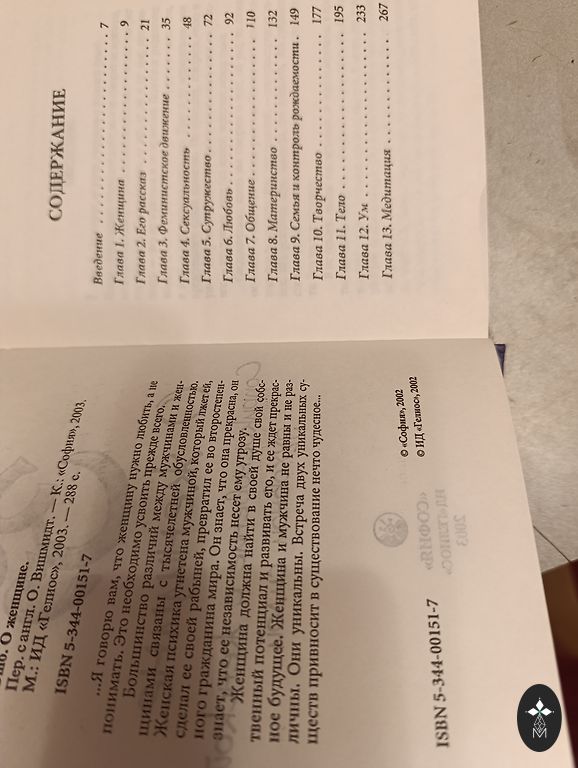 СОДЕРЖАНИЕ
Введение . . . . . . . . . . . . . . . . . . . . . 7
Глава 1. Женщина . . . . . . . . . . . . . . . . 9
Глава 2. Его рассказ . . . . . . . . . . . . . . 21
Глава 3. Феминистское движение . . . . . . . . 35
Глава 4. Сексуальность . . . . . . . . . . . . . 48
Глава 5. Супружество . . . . . . . . . . . . . . 72
Глава 6. Любовь . . . . . . . . . . . . . . . . . 92
Глава 7. Общение . . . . . . . . . . . . . . . . 110
Глава 8. Материнство . . . . . . . . . . . . . . 132
Глава 9. Семья и контроль рождаемости . 149
Глава 10. Творчество . . . . . . . . . . . . . . 177
Глава 11. Тело . . . . . . . . . . . . . . . . . . 195
Глава 12. Ум . . . . . . . . . . . . . . . . . . . 233
Глава 13. Медитация . . . . . . . . . . . . . . . 267
О женщине.
Пер. с англ. О. Вишмидт. — К.: «София», 2003.
М.: ИД «Гелиос», 2003. — 288 с.
ISBN 5-344-00151-7
...Я говорю вам, что женщину нужно любить, а не
понимать. Это необходимо усвоить прежде всего.
Большинство различий между мужчинами и жен-
щинами связаны с тысячелетней обусловленностью.
Женская психика угнетена мужчиной, который лжет ей,
сделал ее своей рабыней, превратил ее во второстепен-
ного гражданина мира. Он знает, что она прекрасна, он
знает, что ее независимость несет ему угрозу.
Женщина должна найти в своей душе свой собс-
твенный потенциал и развивать его, и ее ждет прекрас-
ное будущее. Женщина и мужчина не равны и не раз-
личны. Они уникальны. Встреча двух уникальных су-
ществ привносит в существование нечто чудесное...
© «София», 2002
© ИД «Гелиос», 2002
ISBN 5-344-00151-7